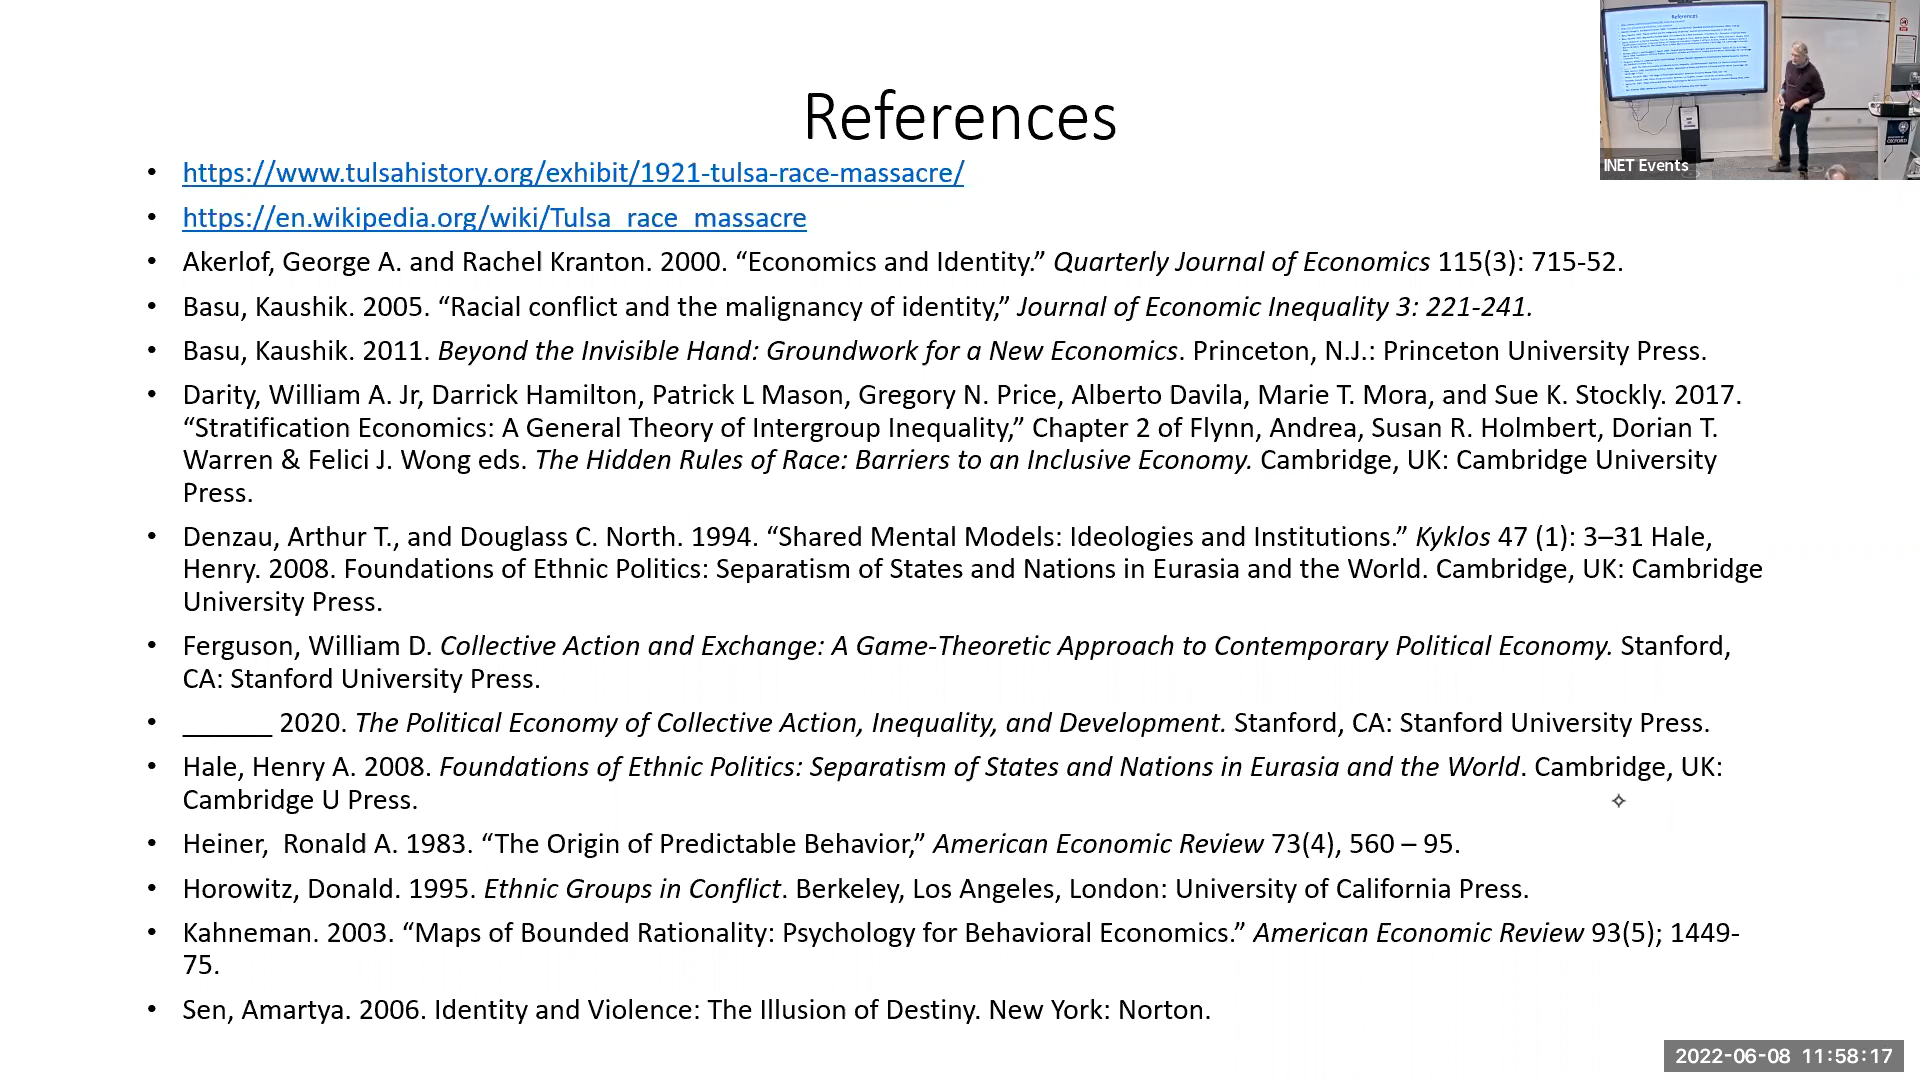 References
• https://www.tulsahistory.org/exhibit/1921-tulsa-race-massacre/
• https://en.wikipedia.org/wiki/Tulsa_race_massacre
• Akerlof, George A. and Rachel Kranton. 2000. “Economics and Identity.” Quarterly Journal of Economics 115(3): 715-52.
• Basu, Kaushik. 2005. “Racial conflict and the malignancy of identity,” Journal of Economic Inequality 3: 221-241.
• Basu, Kaushik. 2011. Beyond the Invisible Hand: Groundwork for a New Economics. Princeton, N.J.: Princeton University Press.
• Darity, William A. Jr, Darrick Hamilton, Patrick L Mason, Gregory N. Price, Alberto Davila, Marie T. Mora, and Sue K. Stockly. 2017.
“Stratification Economics: A General Theory of Intergroup Inequality,” Chapter 2 of Flynn, Andrea, Susan R. Holmbert, Dorian T.
Warren & Felici J. Wong eds. The Hidden Rules of Race: Barriers to an Inclusive Economy. Cambridge, UK: Cambridge University
Press.
• Denzau, Arthur T., and Douglass C. North. 1994. “Shared Mental Models: Ideologies and Institutions.” Kyklos 47 (1): 3–31 Hale,
Henry. 2008. Foundations of Ethnic Politics: Separatism of States and Nations in Eurasia and the World. Cambridge, UK: Cambridge
University Press.
• Ferguson, William D. Collective Action and Exchange: A Game-Theoretic Approach to Contemporary Political Economy. Stanford,
CA: Stanford University Press.
• ______ 2020. The Political Economy of Collective Action, Inequality, and Development. Stanford, CA: Stanford University Press.
• Hale, Henry A. 2008. Foundations of Ethnic Politics: Separatism of States and Nations in Eurasia and the World. Cambridge, UK:
Cambridge U Press.
• Heiner, Ronald A. 1983. “The Origin of Predictable Behavior,” American Economic Review 73(4), 560 – 95.
• Horowitz, Donald. 1995. Ethnic Groups in Conflict. Berkeley, Los Angeles, London: University of California Press.
• Kahneman. 2003. “Maps of Bounded Rationality: Psychology for Behavioral Economics.” American Economic Review 93(5); 1449-
75.
• Sen, Amartya. 2006. Identity and Violence: The Illusion of Destiny. New York: Norton.
References
OXFORD
INET Events
2022-06-08 11:58:17